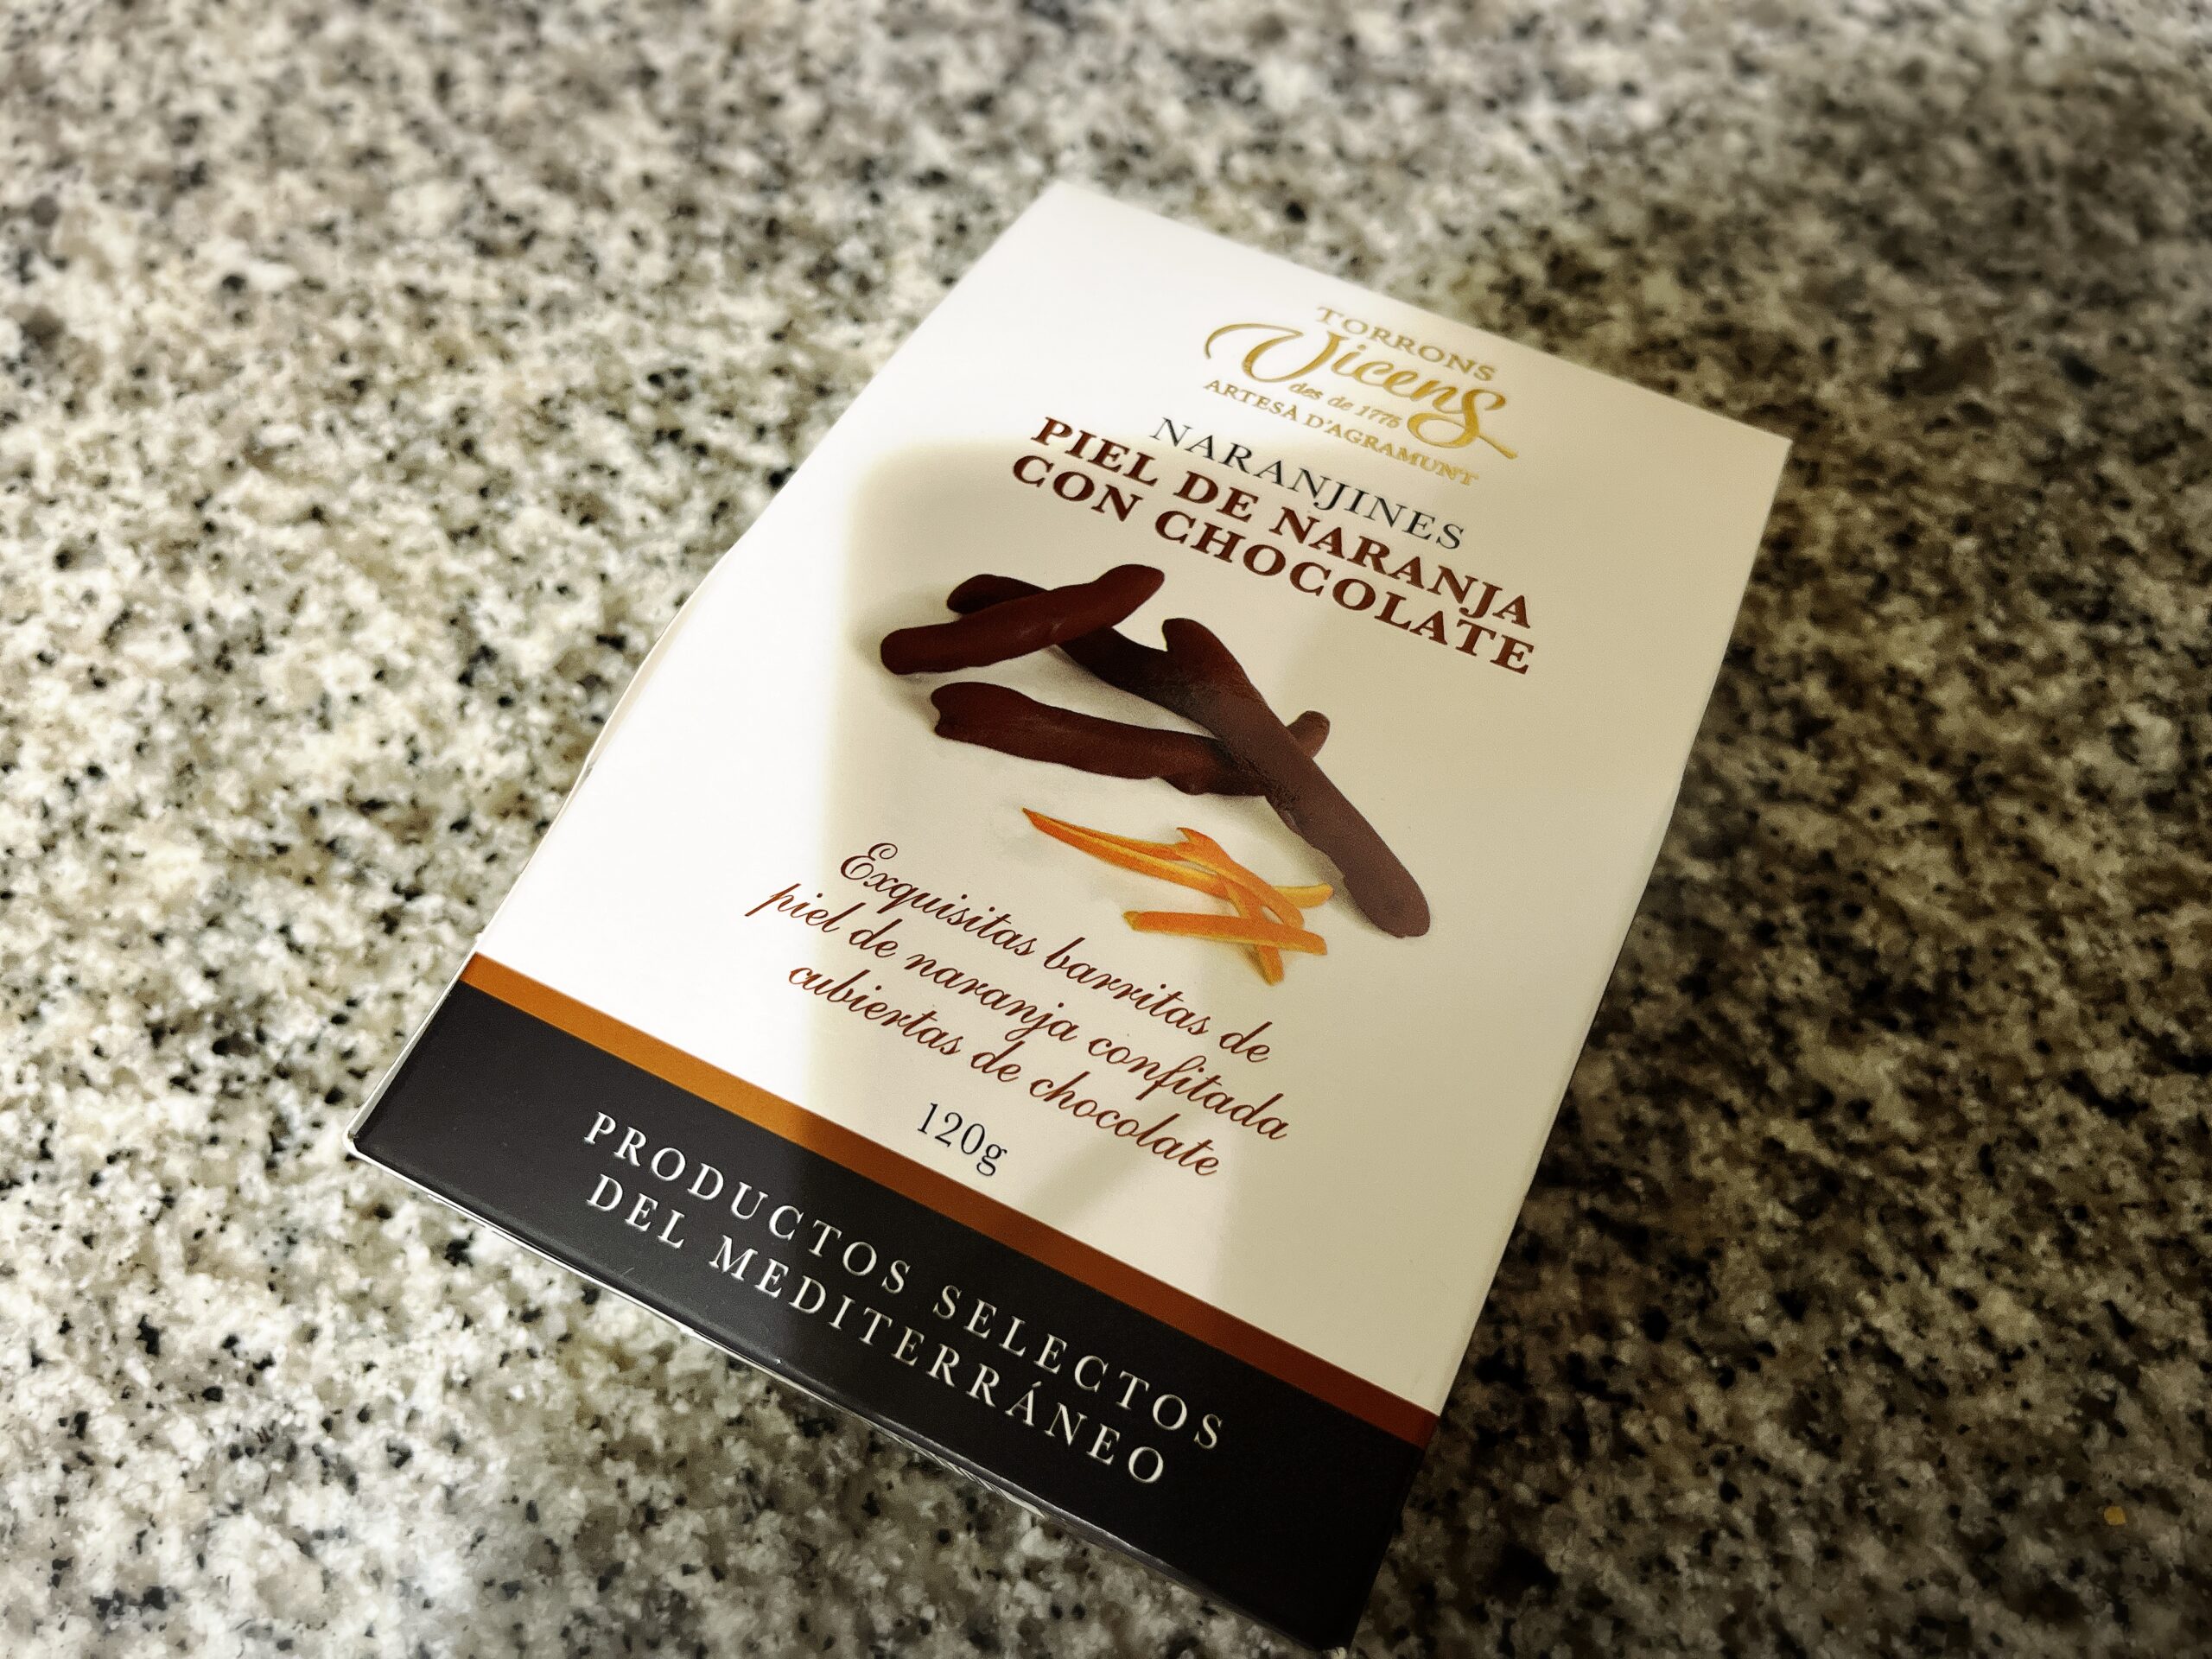 TORRONS
Vicens
des de 1775
ARTESÀ D'AGRAMUNT
NARANJINES
PIEL DE NARANJA
CON CHOCOLATE
Exquisitas barritas de
piel de naranja confitada
cubiertas de chocolate
120g
PRODUCTOS SELECTOS
DEL MEDITERRÁNEO